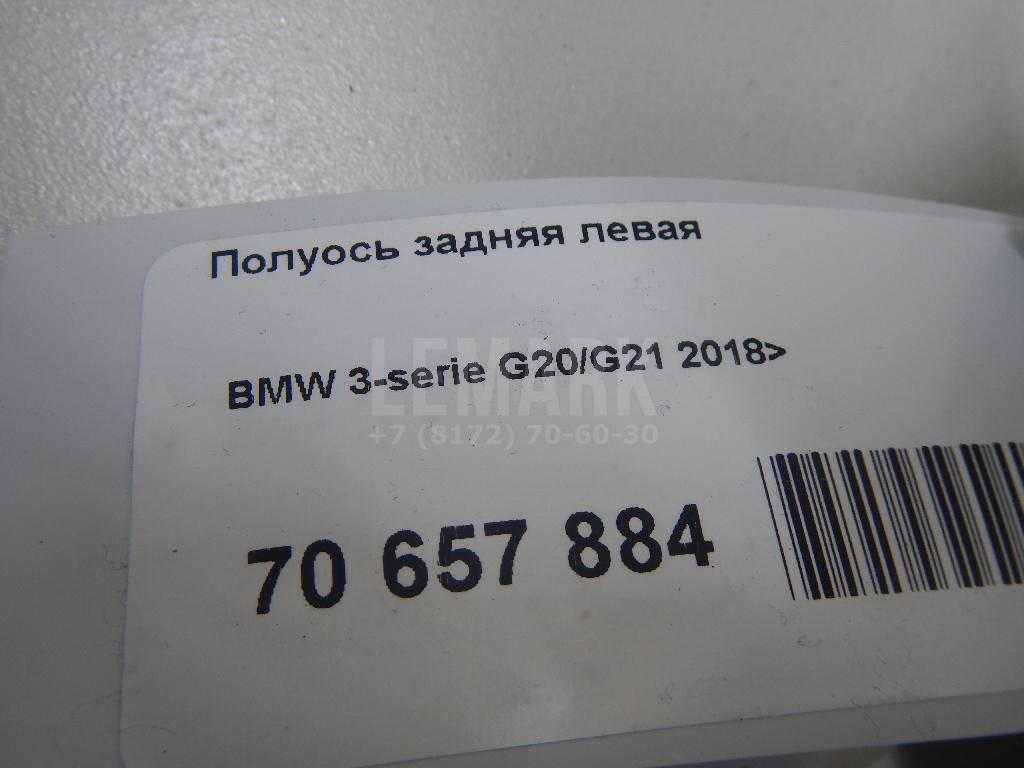 Полуось задняя левая
BMW 3-serie G20/G21 2018>
LEMARK
+7 (8172) 70-60-30
70 657 884